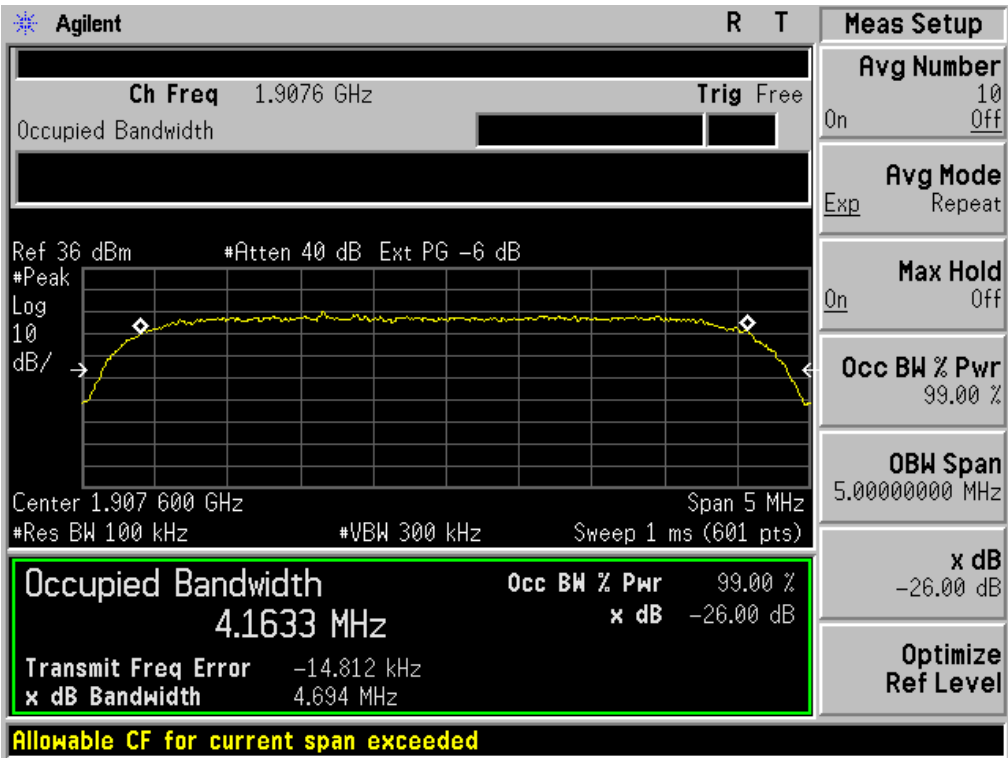 Agilent R T
Meas Setup
Ch Freq 1.9076 GHz Trig Free
Occupied Bandwidth
Ref 36 dBm #Atten 40 dB Ext PG -6 dB
#Peak
Log
10
dB/
Center 1.907 600 GHz Span 5 MHz
#Res BW 100 kHz #VBW 300 kHz Sweep 1 ms (601 pts)
Occupied Bandwidth Occ BW % Pwr 99.00 %
4.1633 MHz x dB -26.00 dB
Transmit Freq Error -14.812 kHz
x dB Bandwidth 4.694 MHz
Allowable CF for current span exceeded
Avg Number
10
On Off
Avg Mode
Exp Repeat
Max Hold
On Off
Occ BW % Pwr
99.00 %
OBW Span
5.00000000 MHz
x dB
-26.00 dB
Optimize
Ref Level